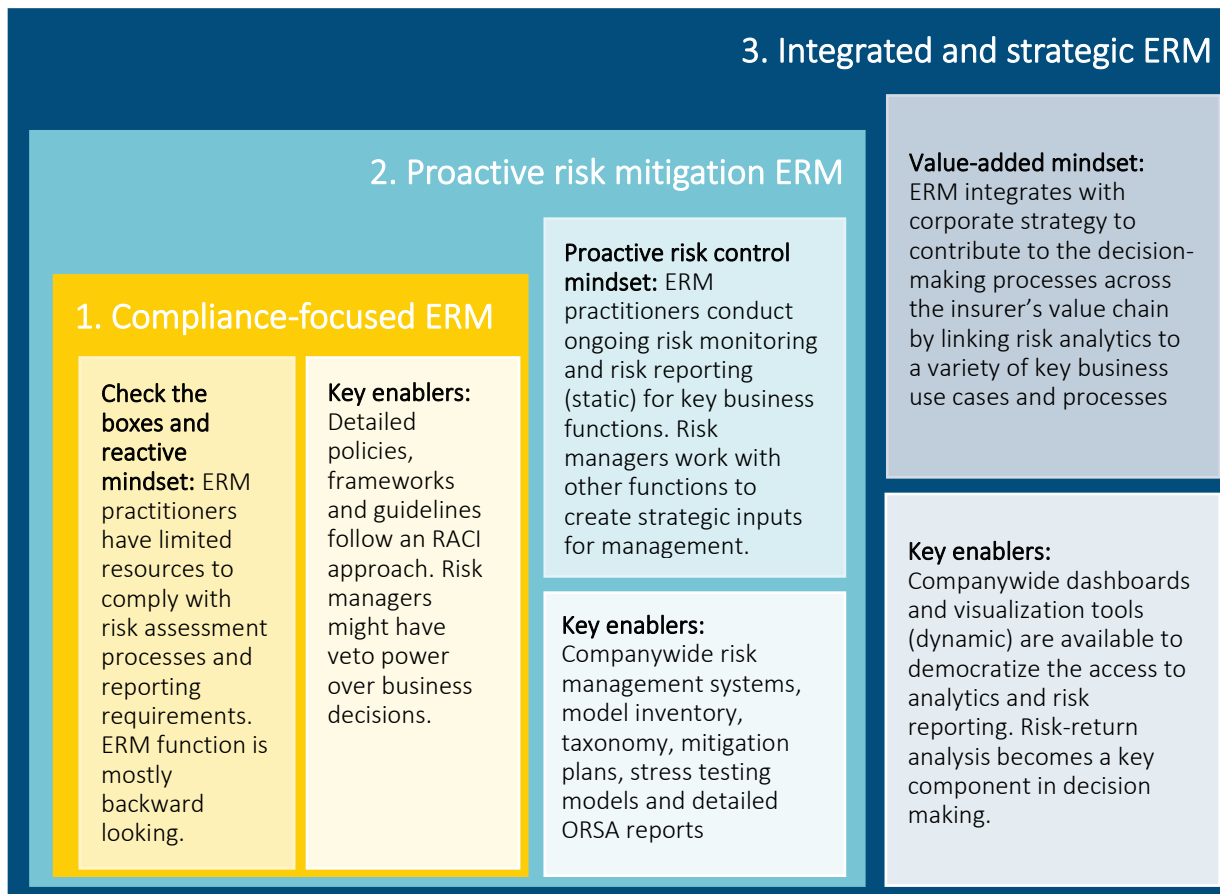 3. Integrated and strategic ERM
2. Proactive risk mitigation ERM
1. Compliance-focused ERM
Check the
boxes and
reactive
mindset: ERM
practitioners
have limited
resources to
comply with
risk assessment
processes and
reporting
requirements.
ERM function is
mostly
backward
looking.
Key enablers:
Detailed
policies,
frameworks
and guidelines
follow an RACI
approach. Risk
managers
might have
veto power
over business
decisions.
Proactive risk control
mindset: ERM
practitioners conduct
ongoing risk monitoring
and risk reporting
(static) for key business
functions. Risk
managers work with
other functions to
create strategic inputs
for management.
Key enablers:
Companywide risk
management systems,
model inventory,
taxonomy, mitigation
plans, stress testing
models and detailed
ORSA reports
Value-added mindset:
ERM integrates with
corporate strategy to
contribute to the decision-
making processes across
the insurer’s value chain
by linking risk analytics to
a variety of key business
use cases and processes
Key enablers:
Companywide dashboards
and visualization tools
(dynamic) are available to
democratize the access to
analytics and risk
reporting. Risk-return
analysis becomes a key
component in decision
making.